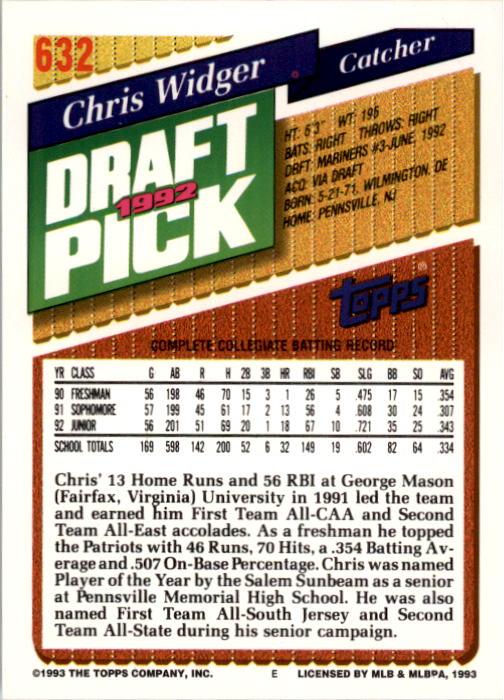 632
Chris Widger
Catcher
DRAFT
1992
PICK
HT: 6'3" WT: 196
BATS: RIGHT THROWS: RIGHT
DRFT: MARINERS #3-JUNE, 1992
ACQ: VIA DRAFT
BORN: 5-21-71, WILMINGTON, DE
HOME: PENNSVILLE, NJ
topps®
COMPLETE COLLEGIATE BATTING RECORD
YR CLASS G AB R H 2B 3B HR RBI SB SLG BB SO AVG
90 FRESHMAN 56 198 46 70 15 3 1 26 5 .475 17 15 .354
91 SOPHOMORE 57 199 45 61 17 2 13 56 4 .608 30 24 .307
92 JUNIOR 56 201 51 69 20 1 18 67 10 .721 35 25 .343
SCHOOL TOTALS 169 598 142 200 52 6 32 149 19 .602 82 64 .334
Chris' 13 Home Runs and 56 RBI at George Mason
(Fairfax, Virginia) University in 1991 led the team
and earned him First Team All-CAA and Second
Team All-East accolades. As a freshman he topped
the Patriots with 46 Runs, 70 Hits, a .354 Batting Av-
erage and .507 On-Base Percentage. Chris was named
Player of the Year by the Salem Sunbeam as a senior
at Pennsville Memorial High School. He was also
named First Team All-South Jersey and Second
Team All-State during his senior campaign.
©1993 THE TOPPS COMPANY, INC. E LICENSED BY MLB & MLBPA, 1993